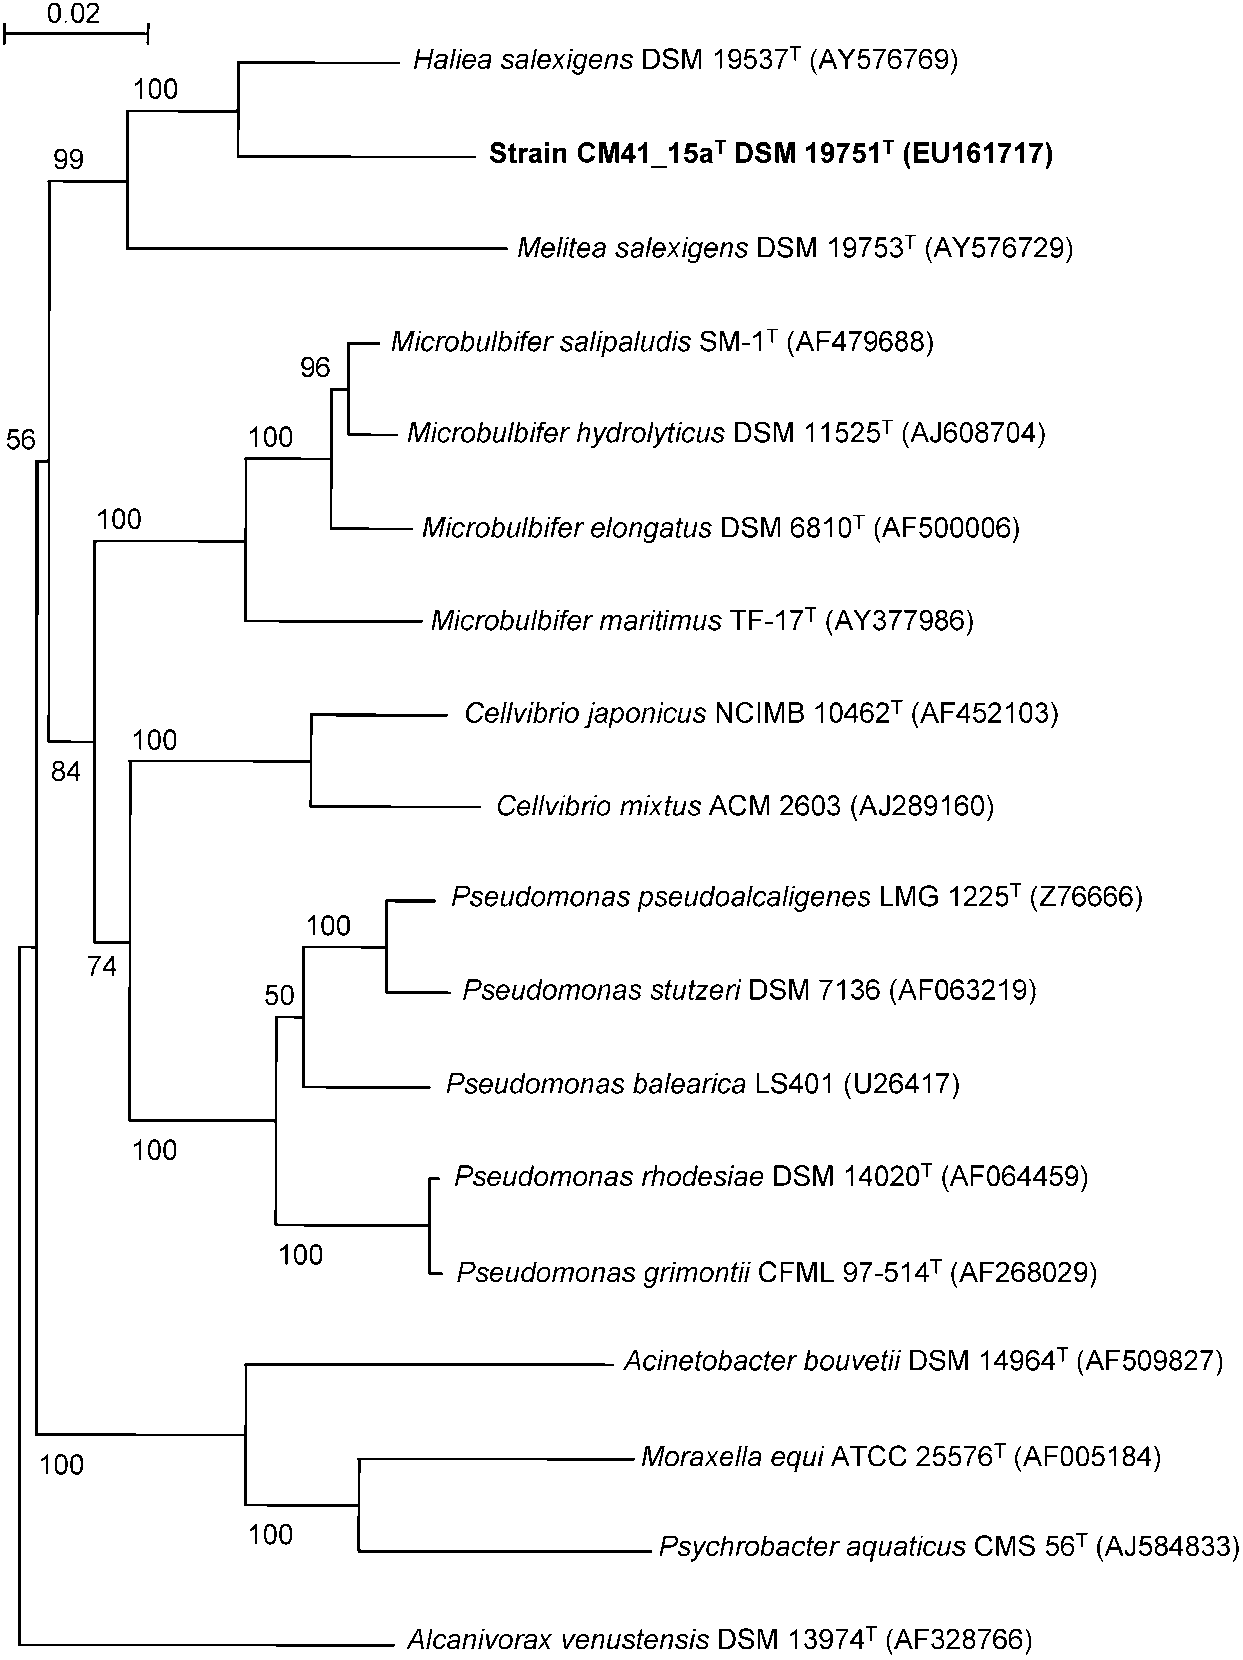 0.02
Haliea salexigens DSM 19537ᵀ (AY576769)
100
Strain CM41_15aᵀ DSM 19751ᵀ (EU161717)
99
Melitea salexigens DSM 19753ᵀ (AY576729)
Microbulbifer salipaludis SM-1ᵀ (AF479688)
96
Microbulbifer hydrolyticus DSM 11525ᵀ (AJ608704)
56
100
Microbulbifer elongatus DSM 6810ᵀ (AF500006)
100
Microbulbifer maritimus TF-17ᵀ (AY377986)
Cellvibrio japonicus NCIMB 10462ᵀ (AF452103)
100
84
Cellvibrio mixtus ACM 2603 (AJ289160)
Pseudomonas pseudoalcaligenes LMG 1225ᵀ (Z76666)
100
74
Pseudomonas stutzeri DSM 7136 (AF063219)
50
Pseudomonas balearica LS401 (U26417)
100
Pseudomonas rhodesiae DSM 14020ᵀ (AF064459)
100
Pseudomonas grimontii CFML 97-514ᵀ (AF268029)
Acinetobacter bouvetii DSM 14964ᵀ (AF509827)
100
Moraxella equi ATCC 25576ᵀ (AF005184)
100
Psychrobacter aquaticus CMS 56ᵀ (AJ584833)
Alcanivorax venustensis DSM 13974ᵀ (AF328766)